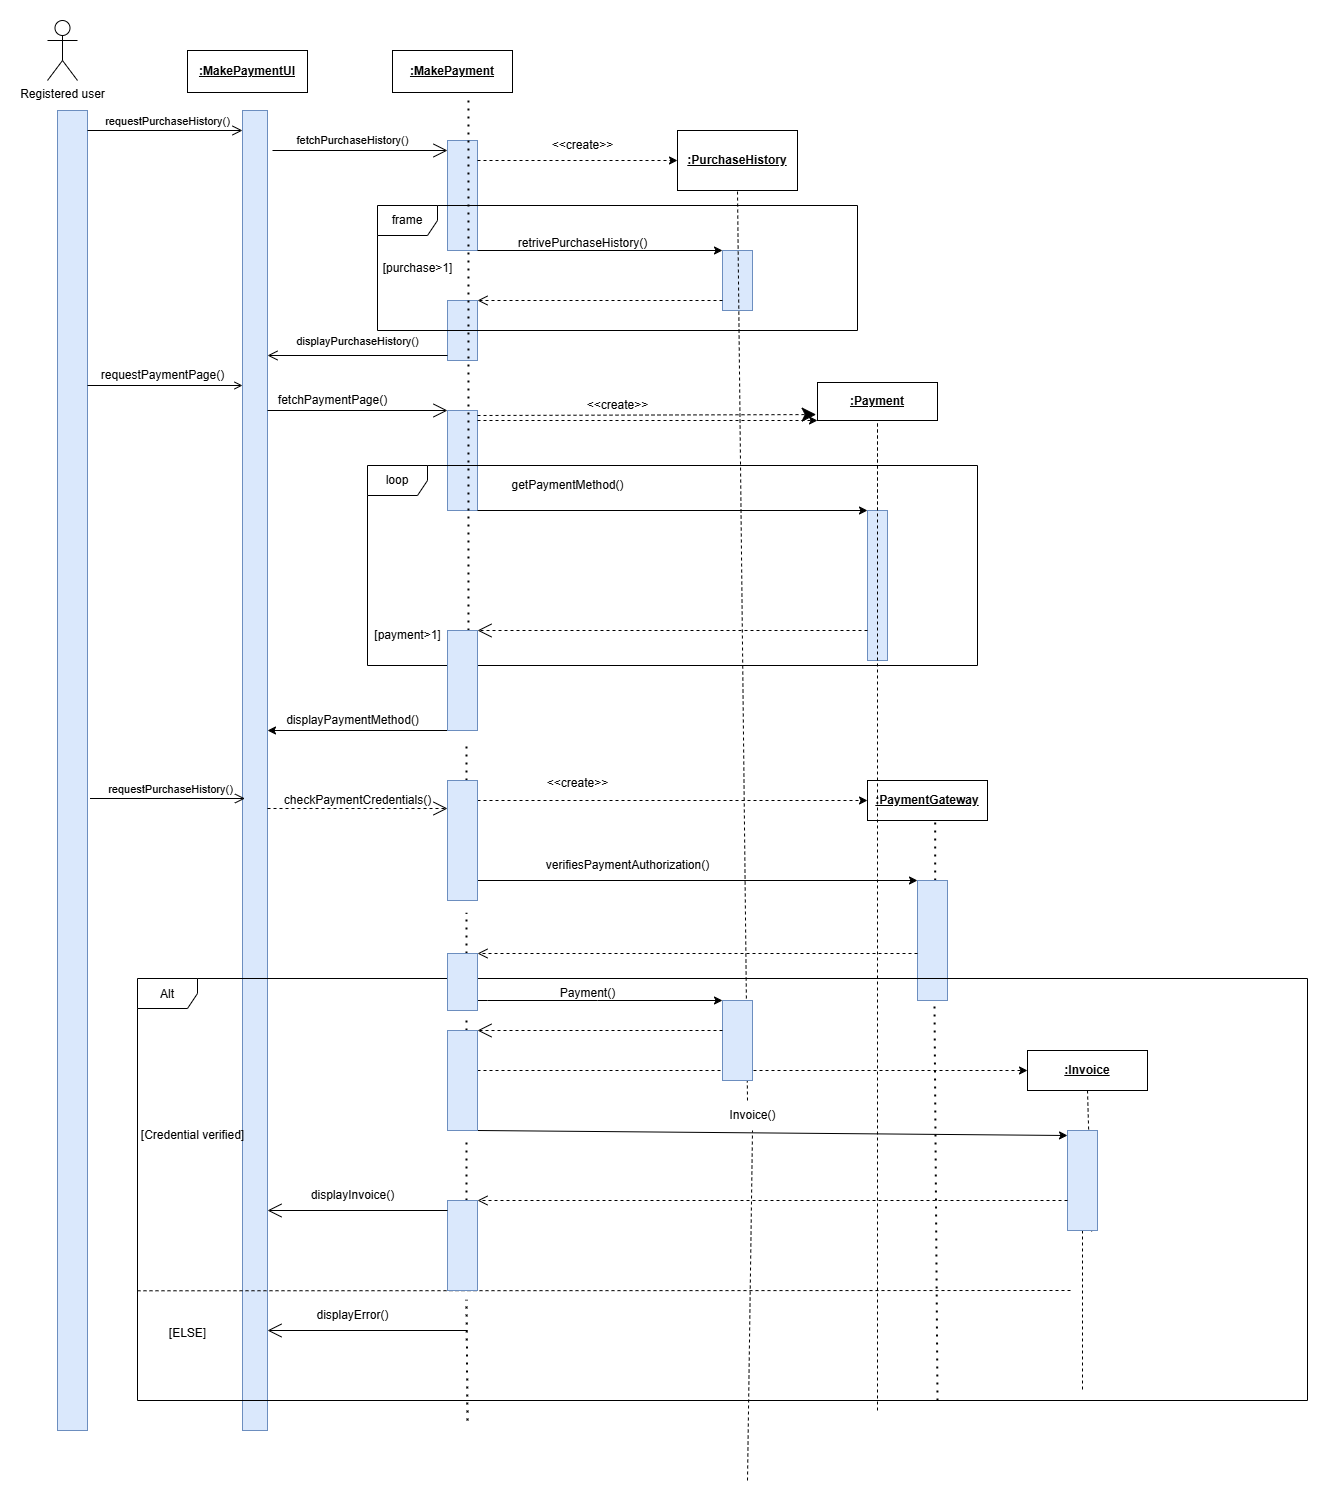 Registered user
:MakePaymentUI
:MakePayment
requestPurchaseHistory()
fetchPurchaseHistory()
<<create>>
:PurchaseHistory
frame
retrivePurchaseHistory()
[purchase>1]
displayPurchaseHistory()
requestPaymentPage()
fetchPaymentPage()
<<create>>
:Payment
loop
getPaymentMethod()
[payment>1]
displayPaymentMethod()
requestPurchaseHistory()
checkPaymentCredentials()
<<create>>
:PaymentGateway
verifiesPaymentAuthorization()
Alt
Payment()
:Invoice
Invoice()
[Credential verified]
displayInvoice()
displayError()
[ELSE]